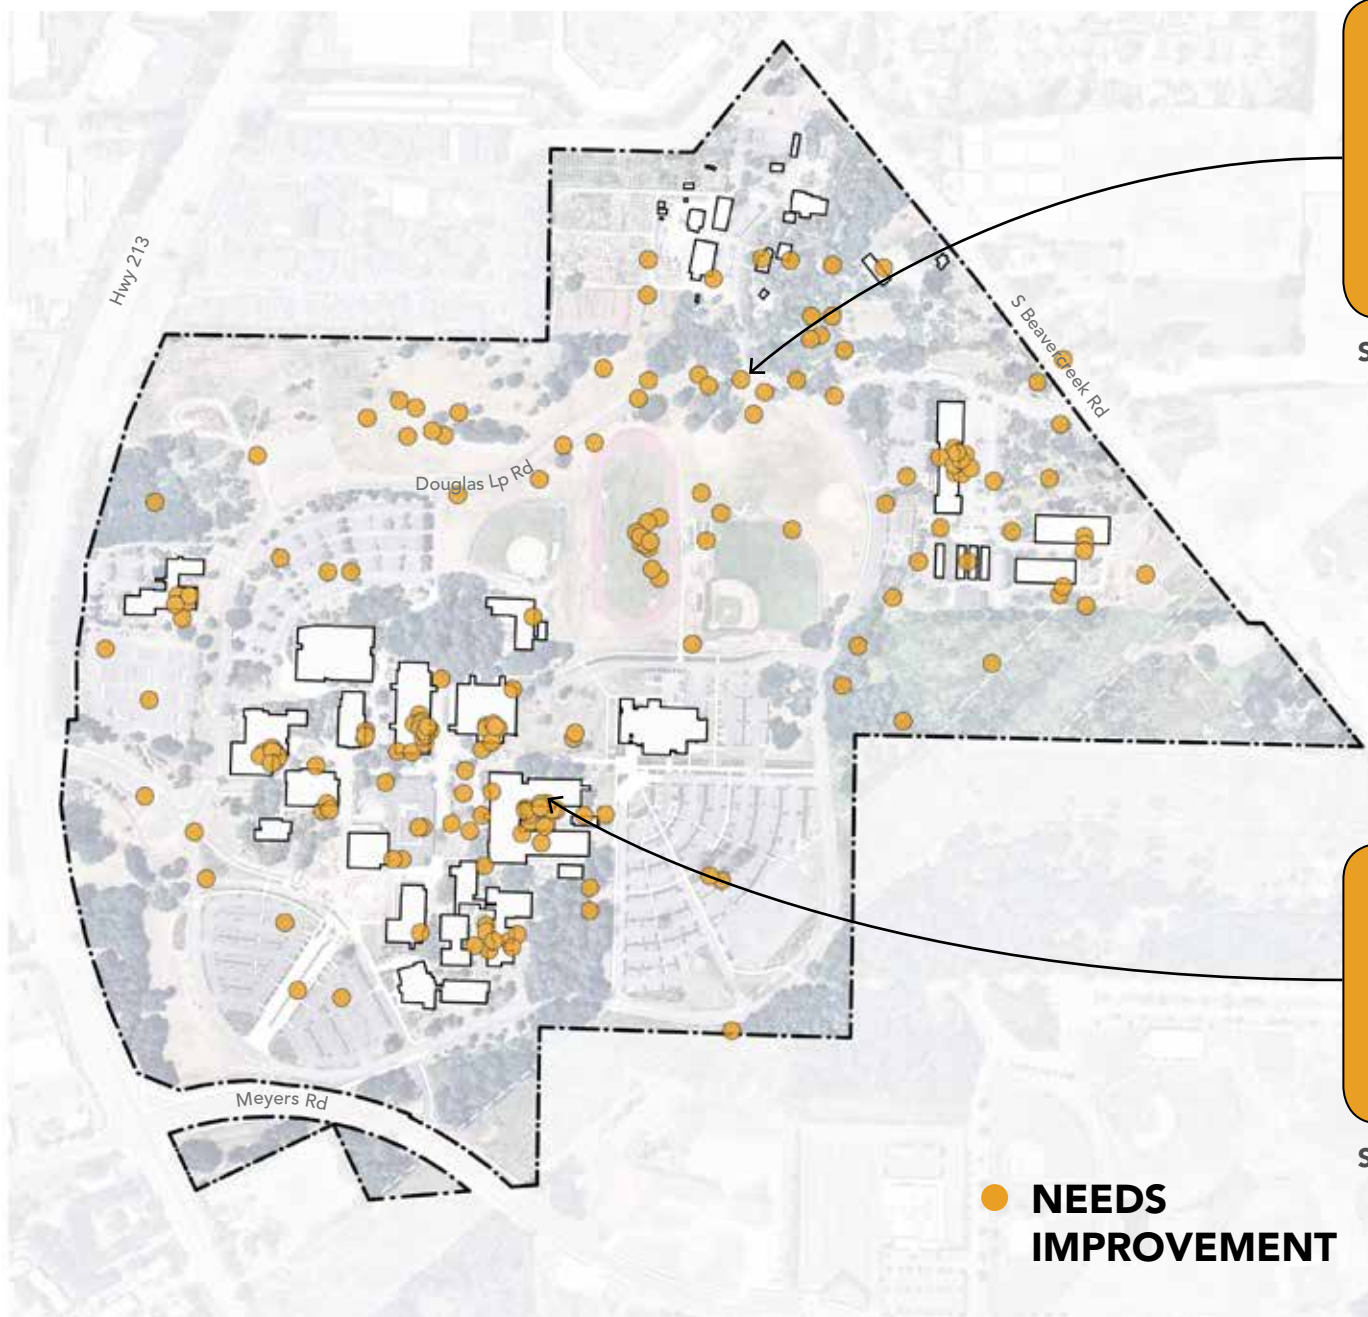 Hwy 213
S Beavercreek Rd
Douglas Lp Rd
Meyers Rd
NEEDS
IMPROVEMENT